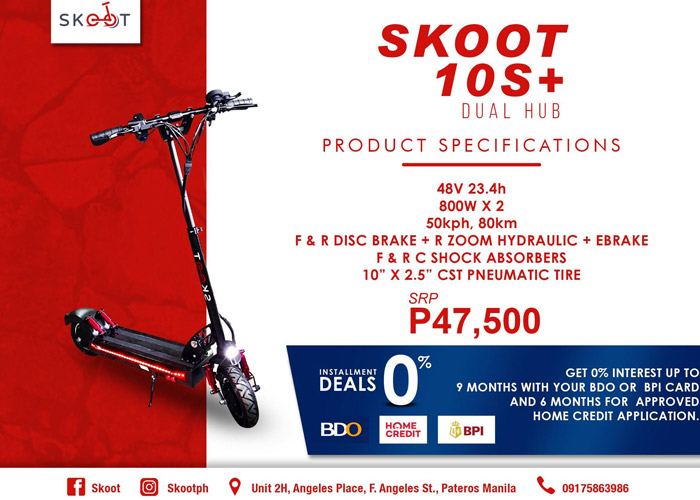 SKOOT
SKOOT
10S+
DUAL HUB
PRODUCT SPECIFICATIONS
48V 23.4h
800W X 2
50kph, 80km
F & R DISC BRAKE + R ZOOM HYDRAULIC + EBRAKE
F & R C SHOCK ABSORBERS
10” X 2.5” CST PNEUMATIC TIRE
SRP
P47,500
SKOOT
INSTALLMENT
DEALS
0%
GET 0% INTEREST UP TO
9 MONTHS WITH YOUR BDO OR BPI CARD
AND 6 MONTHS FOR APPROVED
HOME CREDIT APPLICATION.
BDO
HOME
CREDIT
BPI
Skoot
Skootph
Unit 2H, Angeles Place, F. Angeles St., Pateros Manila
09175863986